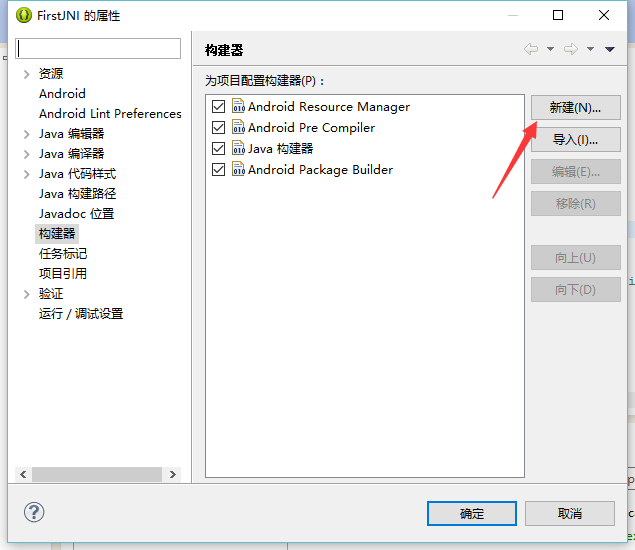 FirstJNI 的属性
资源
Android
Android Lint Preferences
Java 编辑器
Java 编译器
Java 代码样式
Java 构建路径
Javadoc 位置
构建器
任务标记
项目引用
验证
运行/调试设置
构建器
为项目配置构建器(P)：
Android Resource Manager
Android Pre Compiler
Java 构建器
Android Package Builder
新建(N)...
导入(I)...
编辑(E)...
移除(R)
向上(U)
向下(D)
确定
取消